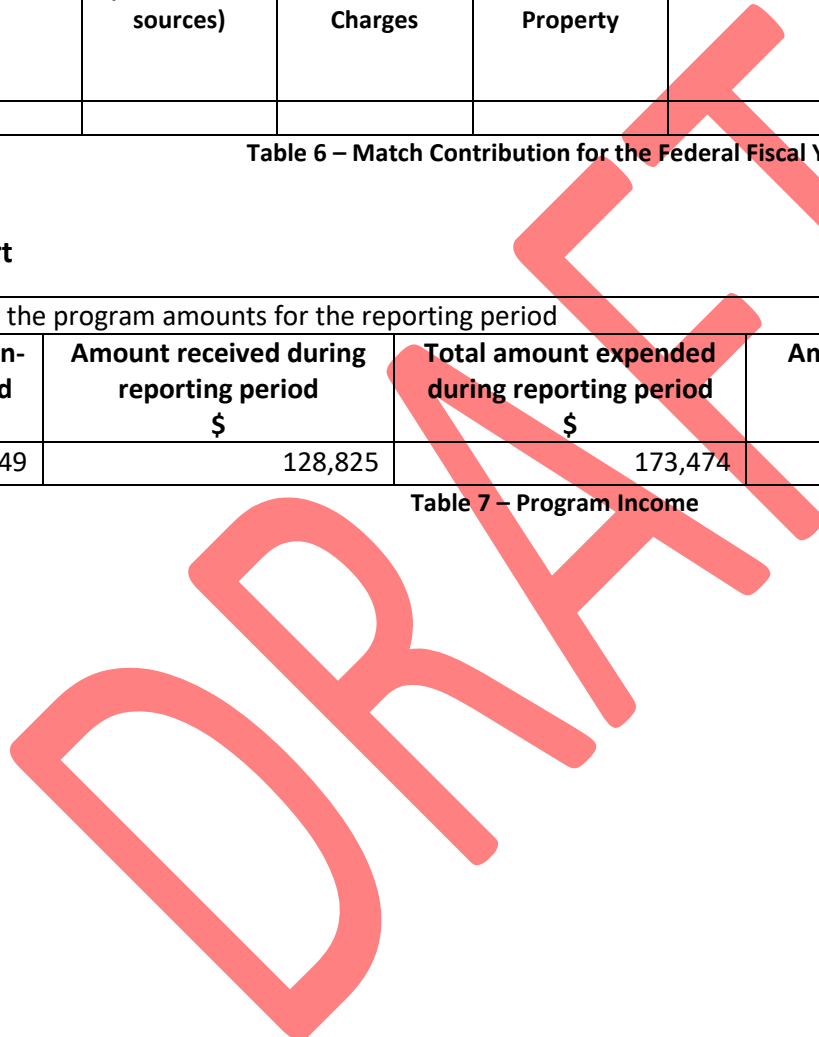 sources)
Charges
Property
Table 6 – Match Contribution for the Federal Fiscal Y
rt
the program amounts for the reporting period
n-
d
Amount received during
reporting period
$
Total amount expended
during reporting period
$
An
49
128,825
173,474
Table 7 – Program Income
DRAFT